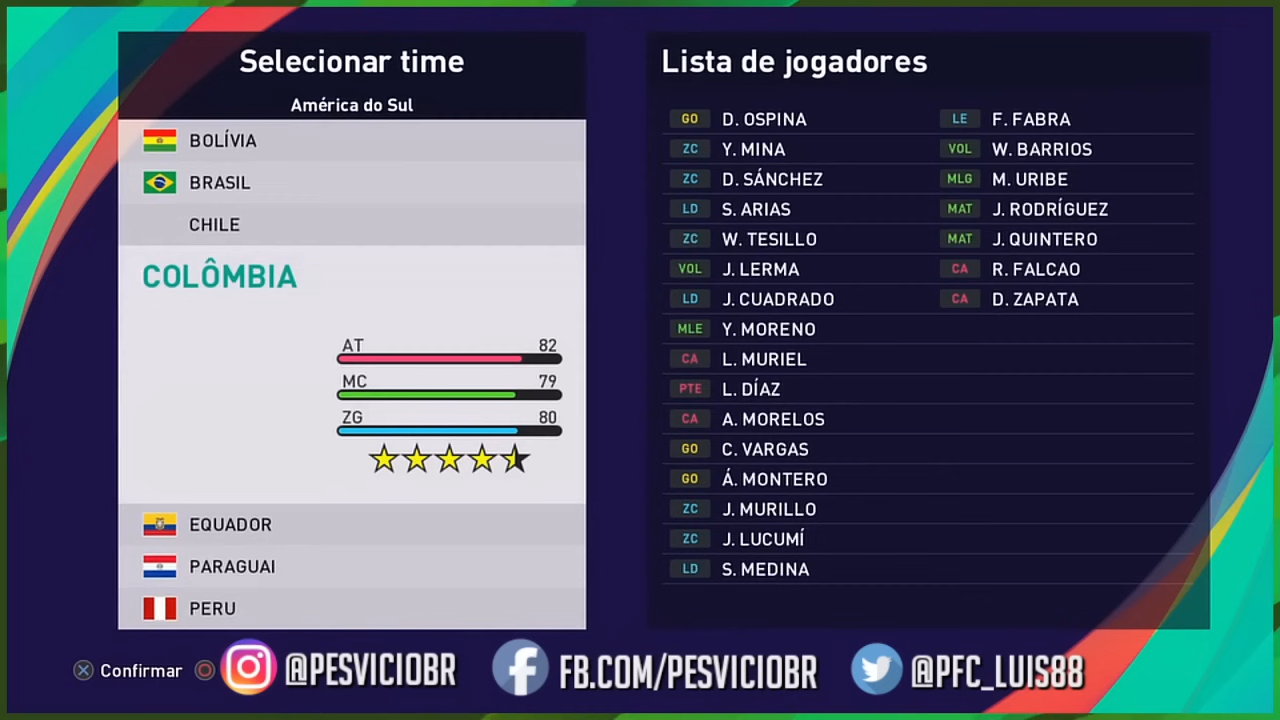 Selecionar time
América do Sul
BOLÍVIA
BRASIL
CHILE
COLÔMBIA
AT 82
MC 79
ZG 80
EQUADOR
PARAGUAI
PERU
Lista de jogadores
GO D. OSPINA
ZC Y. MINA
ZC D. SÁNCHEZ
LD S. ARIAS
ZC W. TESILLO
VOL J. LERMA
LD J. CUADRADO
MLE Y. MORENO
CA L. MURIEL
PTE L. DÍAZ
CA A. MORELOS
GO C. VARGAS
GO Á. MONTERO
ZC J. MURILLO
ZC J. LUCUMÍ
LD S. MEDINA
LE F. FABRA
VOL W. BARRIOS
MLG M. URIBE
MAT J. RODRÍGUEZ
MAT J. QUINTERO
CA R. FALCAO
CA D. ZAPATA
Confirmar
@PESVICIOBR
FB.COM/PESVICIOBR
@PFC_LUIS88